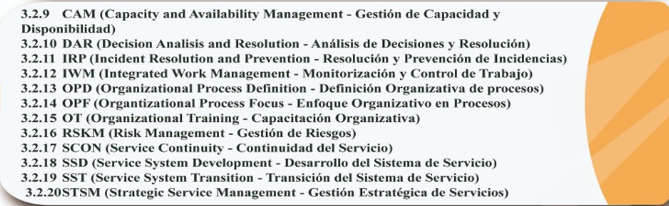 3.2.9 CAM (Capacity and Availability Management - Gestión de Capacidad y
Disponibilidad)
3.2.10 DAR (Decision Analisis and Resolution - Análisis de Decisiones y Resolución)
3.2.11 IRP (Incident Resolution and Prevention - Resolución y Prevención de Incidencias)
3.2.12 IWM (Integrated Work Management - Monitorización y Control de Trabajo)
3.2.13 OPD (Organizational Process Definition - Definición Organizativa de procesos)
3.2.14 OPF (Organtizational Process Focus - Enfoque Organizativo en Procesos)
3.2.15 OT (Organizational Training - Capacitación Organizativa)
3.2.16 RSKM (Risk Management - Gestión de Riesgos)
3.2.17 SCON (Service Continuity - Continuidad del Servicio)
3.2.18 SSD (Service System Development - Desarrollo del Sistema de Servicio)
3.2.19 SST (Service System Transition - Transición del Sistema de Servicio)
3.2.20STSM (Strategic Service Management - Gestión Estratégica de Servicios)